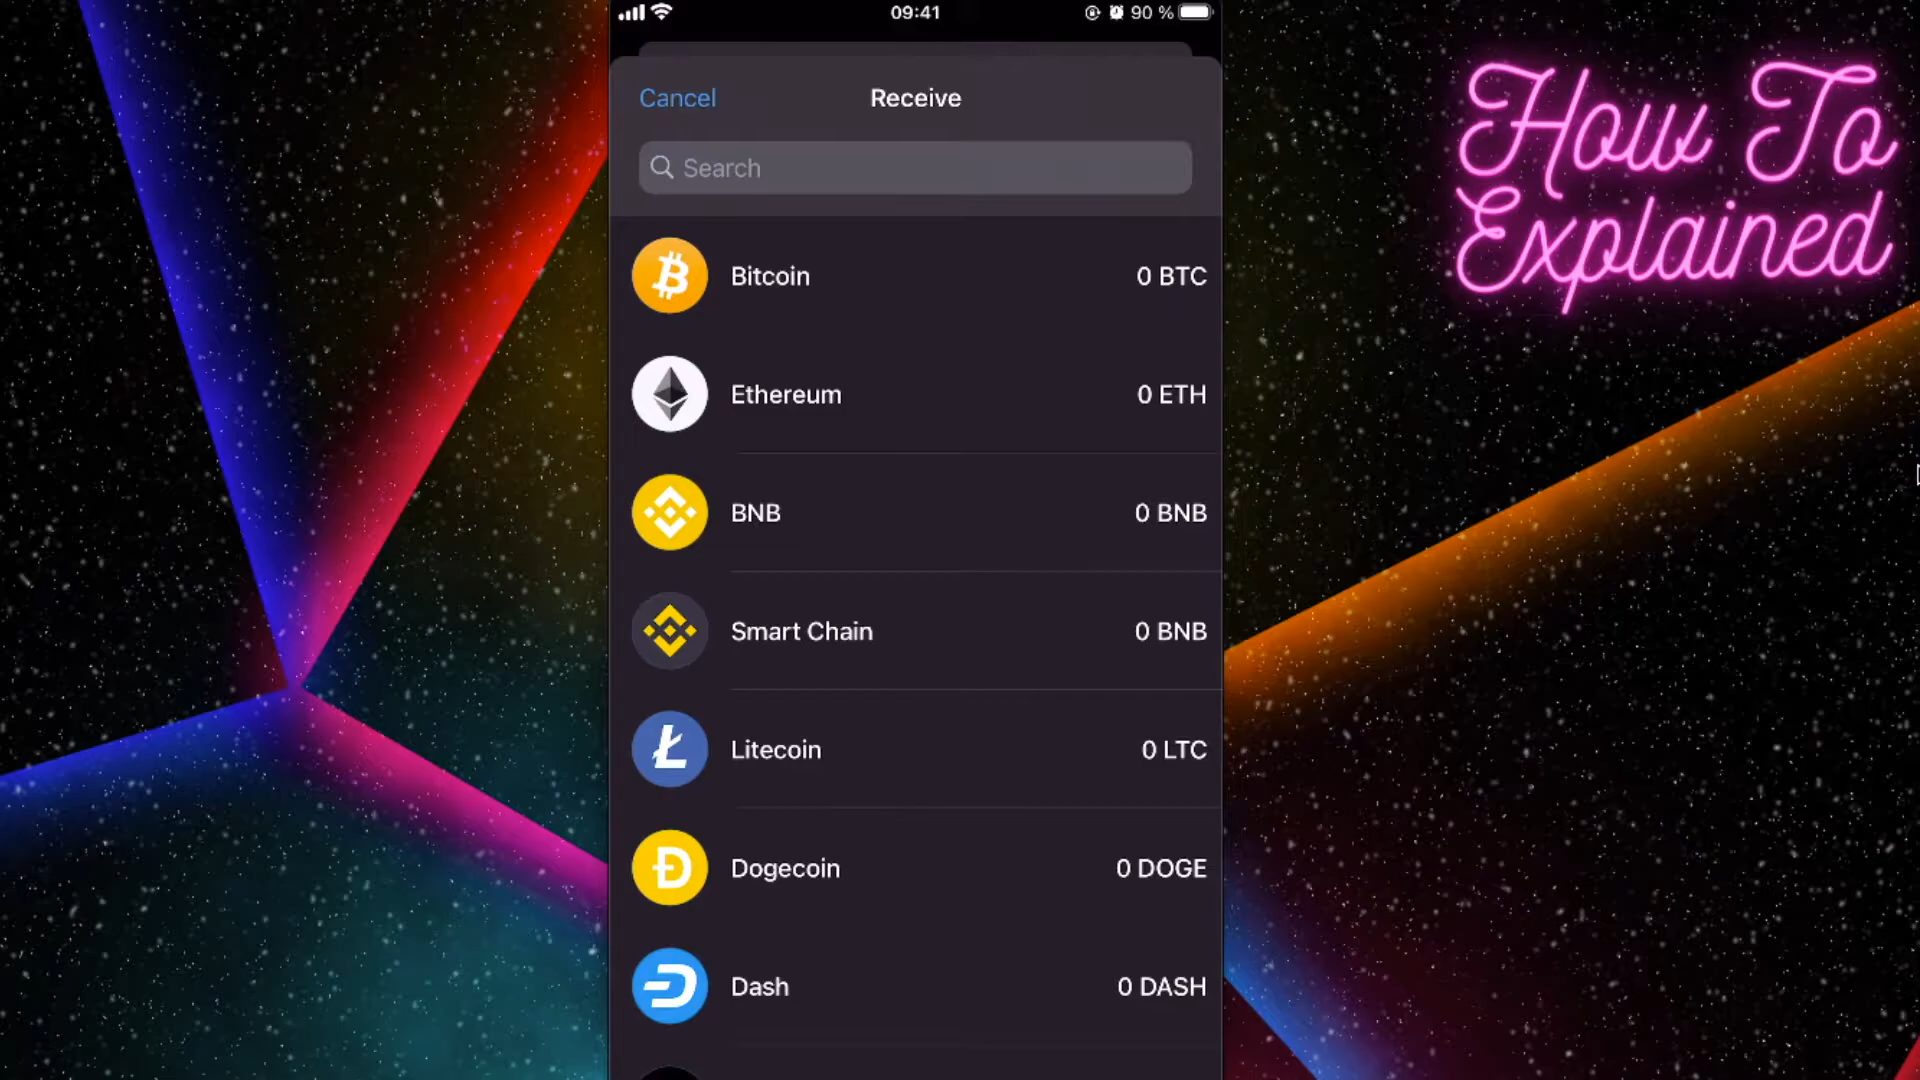 09:41
90 %
Cancel
Receive
Search
Bitcoin
0 BTC
Ethereum
0 ETH
BNB
0 BNB
Smart Chain
0 BNB
Litecoin
0 LTC
Dogecoin
0 DOGE
Dash
0 DASH
How To
Explained